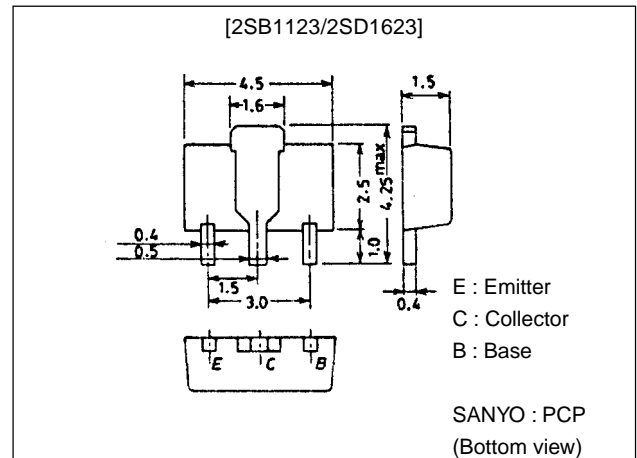 [2SB1123/2SD1623]
4.5
1.6
1.5
2.5
4.25max
1.0
0.4
0.5
1.5
3.0
0.4
E : Emitter
C : Collector
B : Base
E
C
B
SANYO : PCP
(Bottom view)